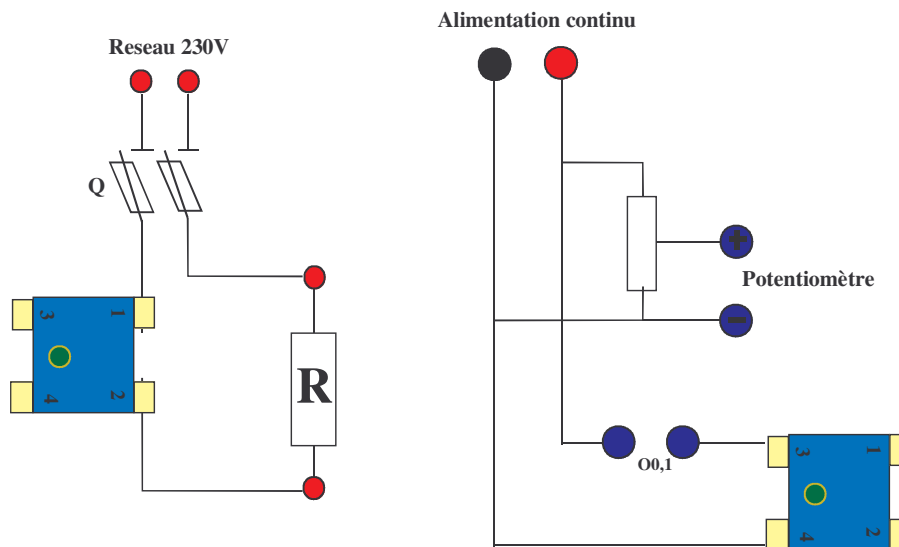 Alimentation continu
Reseau 230V
Q
3 1
4 2
R
+
Potentiomètre
-
O0,1
3 1
4 2